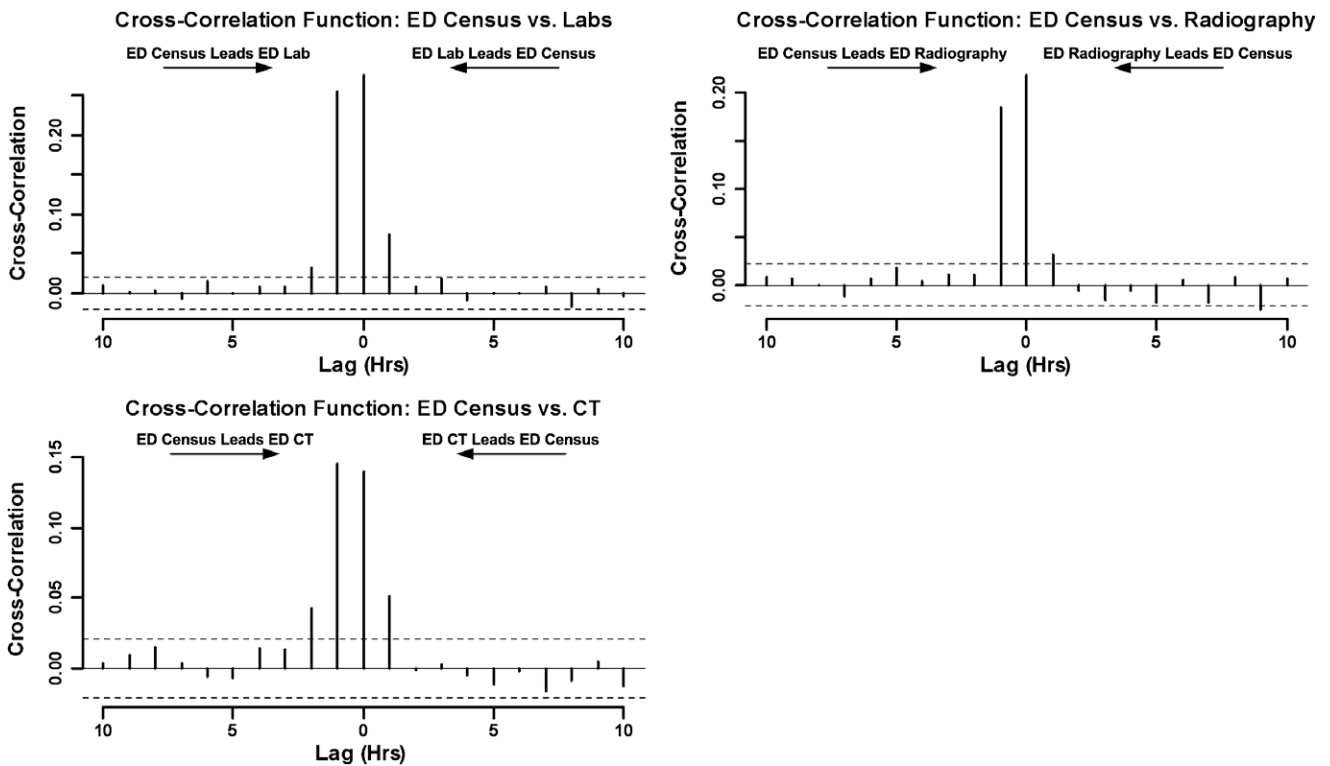 Cross-Correlation Function: ED Census vs. Labs
ED Census Leads ED Lab
ED Lab Leads ED Census
Cross-Correlation
0.20
0.10
0.00
10
5
0
5
10
Lag (Hrs)
Cross-Correlation Function: ED Census vs. Radiography
ED Census Leads ED Radiography
ED Radiography Leads ED Census
Cross-Correlation
0.20
0.10
0.00
10
5
0
5
10
Lag (Hrs)
Cross-Correlation Function: ED Census vs. CT
ED Census Leads ED CT
ED CT Leads ED Census
Cross-Correlation
0.15
0.10
0.05
0.00
10
5
0
5
10
Lag (Hrs)